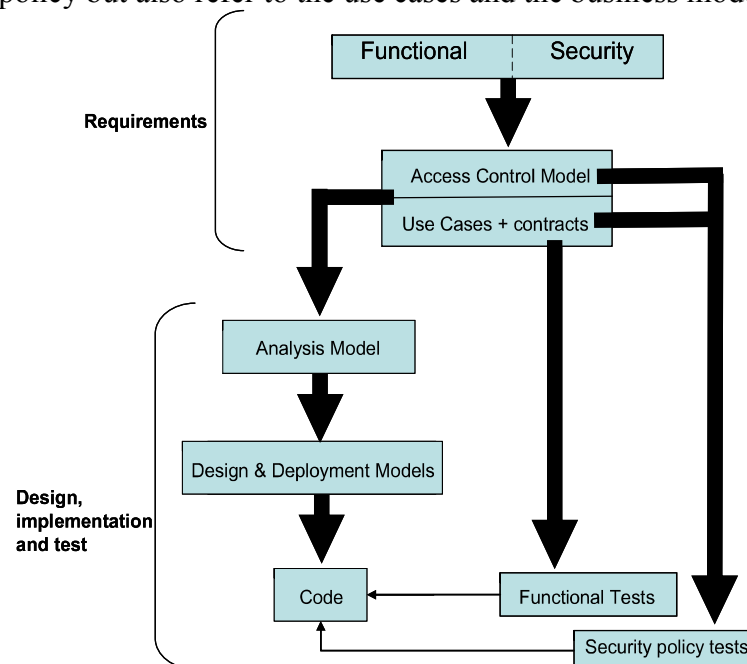 policy but also refer to the use cases and the business mod
Functional Security
Requirements
Access Control Model
Use Cases + contracts
Analysis Model
Design & Deployment Models
Design,
implementation
and test
Code
Functional Tests
Security policy tests